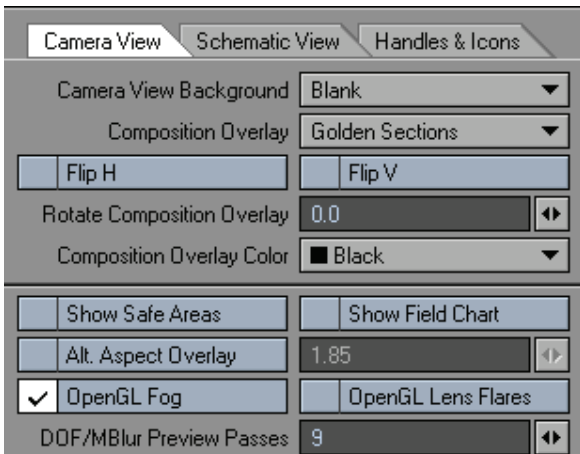 Camera View Schematic View Handles & Icons
Camera View Background Blank
Composition Overlay Golden Sections
Flip H Flip V
Rotate Composition Overlay 0.0
Composition Overlay Color Black
Show Safe Areas Show Field Chart
Alt. Aspect Overlay 1.85
OpenGL Fog OpenGL Lens Flares
DOF/MBlur Preview Passes 9